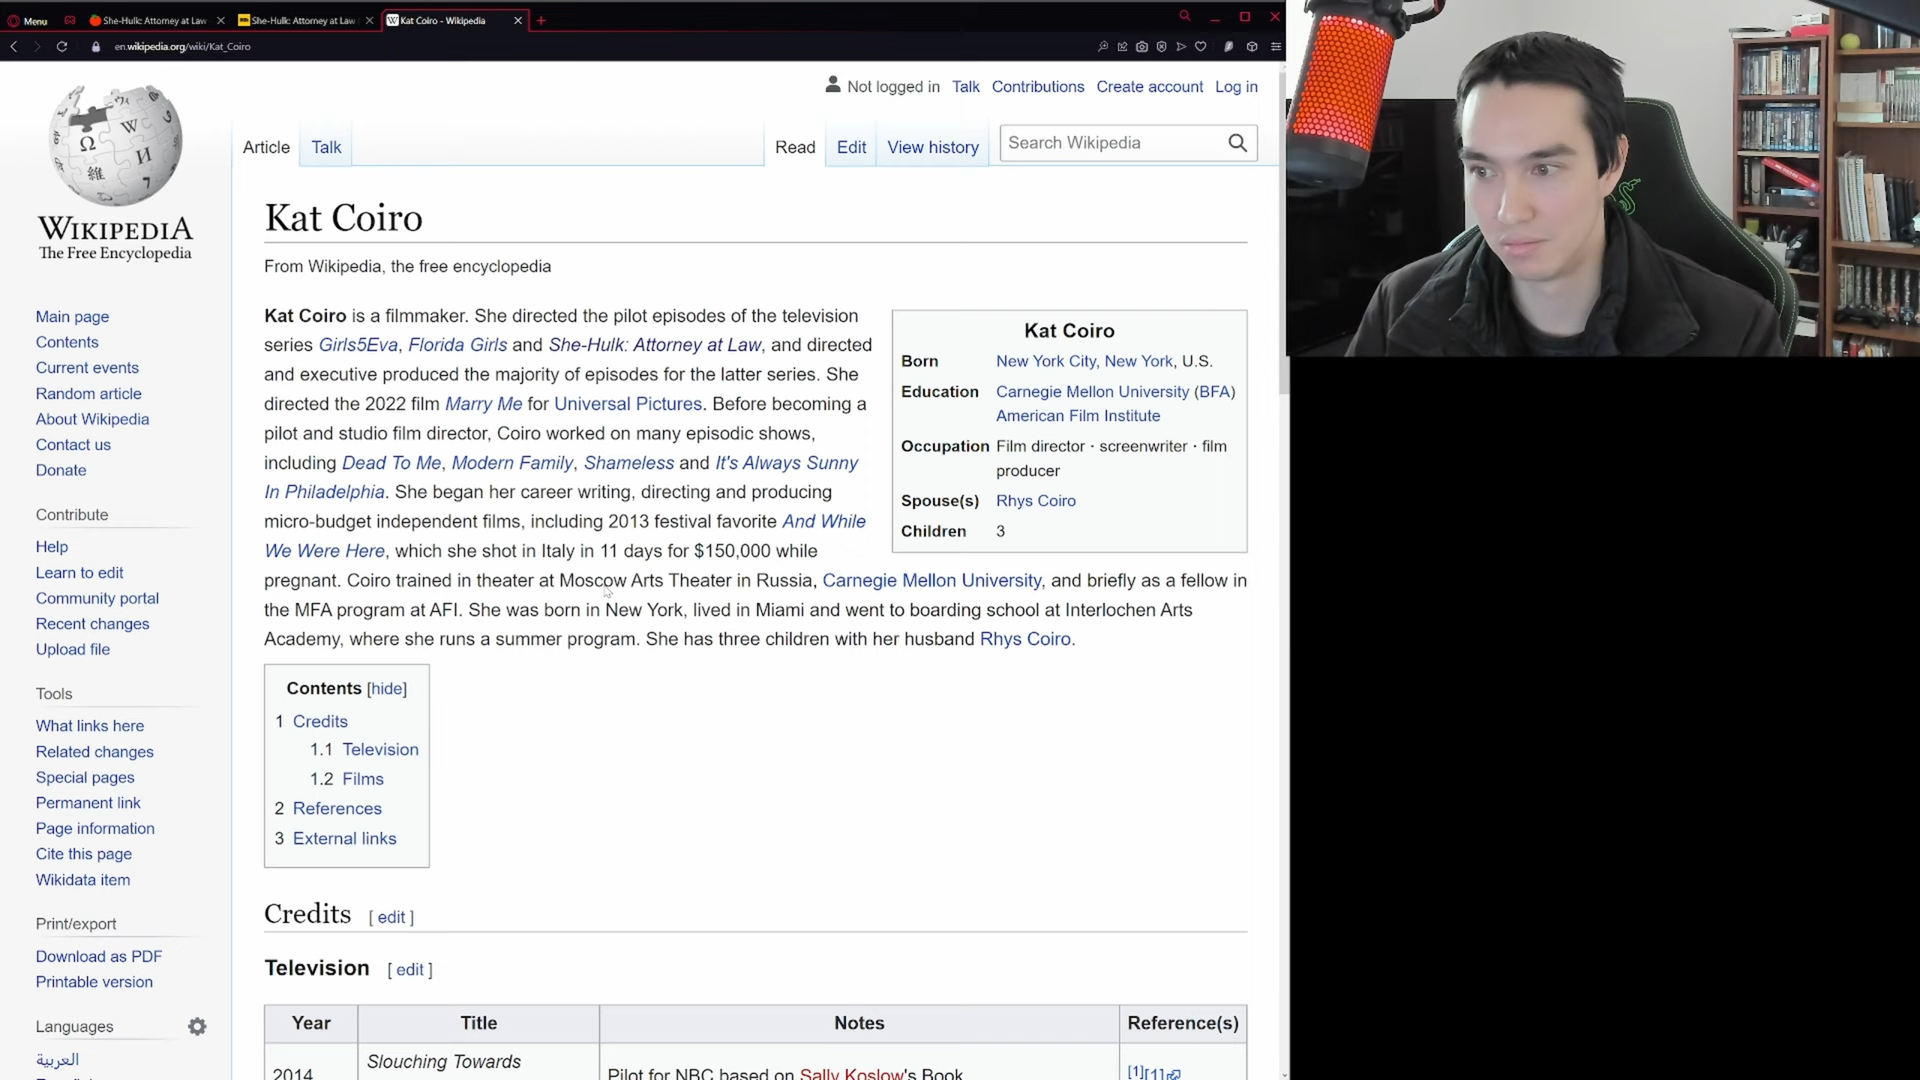 Menu
She-Hulk: Attorney at Law
She-Hulk: Attorney at Law
Kat Coiro - Wikipedia
en.wikipedia.org/wiki/Kat_Coiro
Not logged in Talk Contributions Create account Log in
Article Talk
Read Edit View history
Search Wikipedia
WIKIPEDIA
The Free Encyclopedia
Main page
Contents
Current events
Random article
About Wikipedia
Contact us
Donate
Contribute
Help
Learn to edit
Community portal
Recent changes
Upload file
Tools
What links here
Related changes
Special pages
Permanent link
Page information
Cite this page
Wikidata item
Print/export
Download as PDF
Printable version
Languages
العربية
Kat Coiro
From Wikipedia, the free encyclopedia
Kat Coiro is a filmmaker. She directed the pilot episodes of the television
series Girls5Eva, Florida Girls and She-Hulk: Attorney at Law, and directed
and executive produced the majority of episodes for the latter series. She
directed the 2022 film Marry Me for Universal Pictures. Before becoming a
pilot and studio film director, Coiro worked on many episodic shows,
including Dead To Me, Modern Family, Shameless and It's Always Sunny
In Philadelphia. She began her career writing, directing and producing
micro-budget independent films, including 2013 festival favorite And While
We Were Here, which she shot in Italy in 11 days for $150,000 while
pregnant. Coiro trained in theater at Moscow Arts Theater in Russia, Carnegie Mellon University, and briefly as a fellow in
the MFA program at AFI. She was born in New York, lived in Miami and went to boarding school at Interlochen Arts
Academy, where she runs a summer program. She has three children with her husband Rhys Coiro.
Kat Coiro
Born New York City, New York, U.S.
Education Carnegie Mellon University (BFA)
American Film Institute
Occupation Film director · screenwriter · film
producer
Spouse(s) Rhys Coiro
Children 3
Contents [hide]
1 Credits
1.1 Television
1.2 Films
2 References
3 External links
Credits [ edit ]
Television [ edit ]
Year Title Notes Reference(s)
Slouching Towards
2014 Pilot for NBC based on Sally Koslow's Book [1][1]